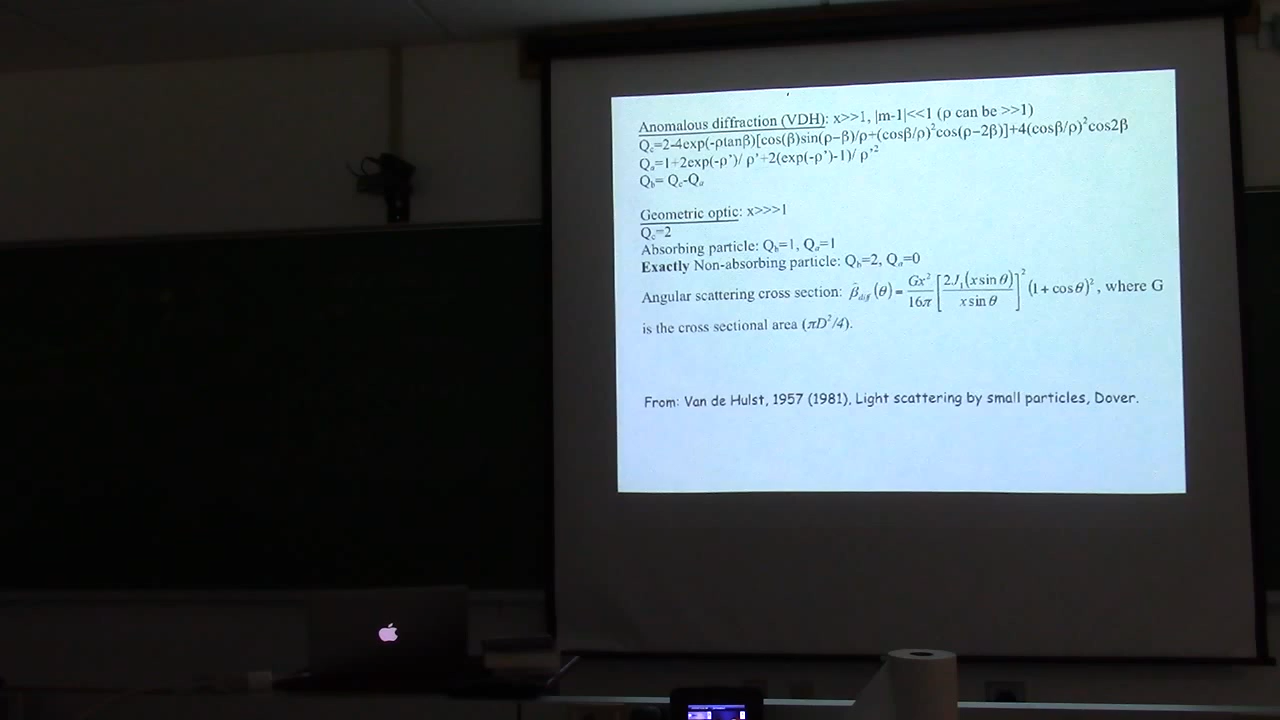 Anomalous diffraction (VDH): x>>1, |m-1|<<1 (ρ can be >>1)
Qc=2-4exp(-ρtanβ)[cos(β)sin(ρ-β)/ρ+(cosβ/ρ)²cos(ρ-2β)]+4(cosβ/ρ)²cos2β
Qa=1+2exp(-ρ')/ ρ'+2(exp(-ρ')-1)/ ρ'²
Qb= Qc-Qa
Geometric optic: x>>>1
Qc=2
Absorbing particle: Qb=1, Qa=1
Exactly Non-absorbing particle: Qb=2, Qa=0
Angular scattering cross section: β̃dif(θ) = Gx²/16π [2J₁(x sin θ)/x sin θ]² (1 + cosθ)², where G
is the cross sectional area (πD²/4).
From: Van de Hulst, 1957 (1981), Light scattering by small particles, Dover.